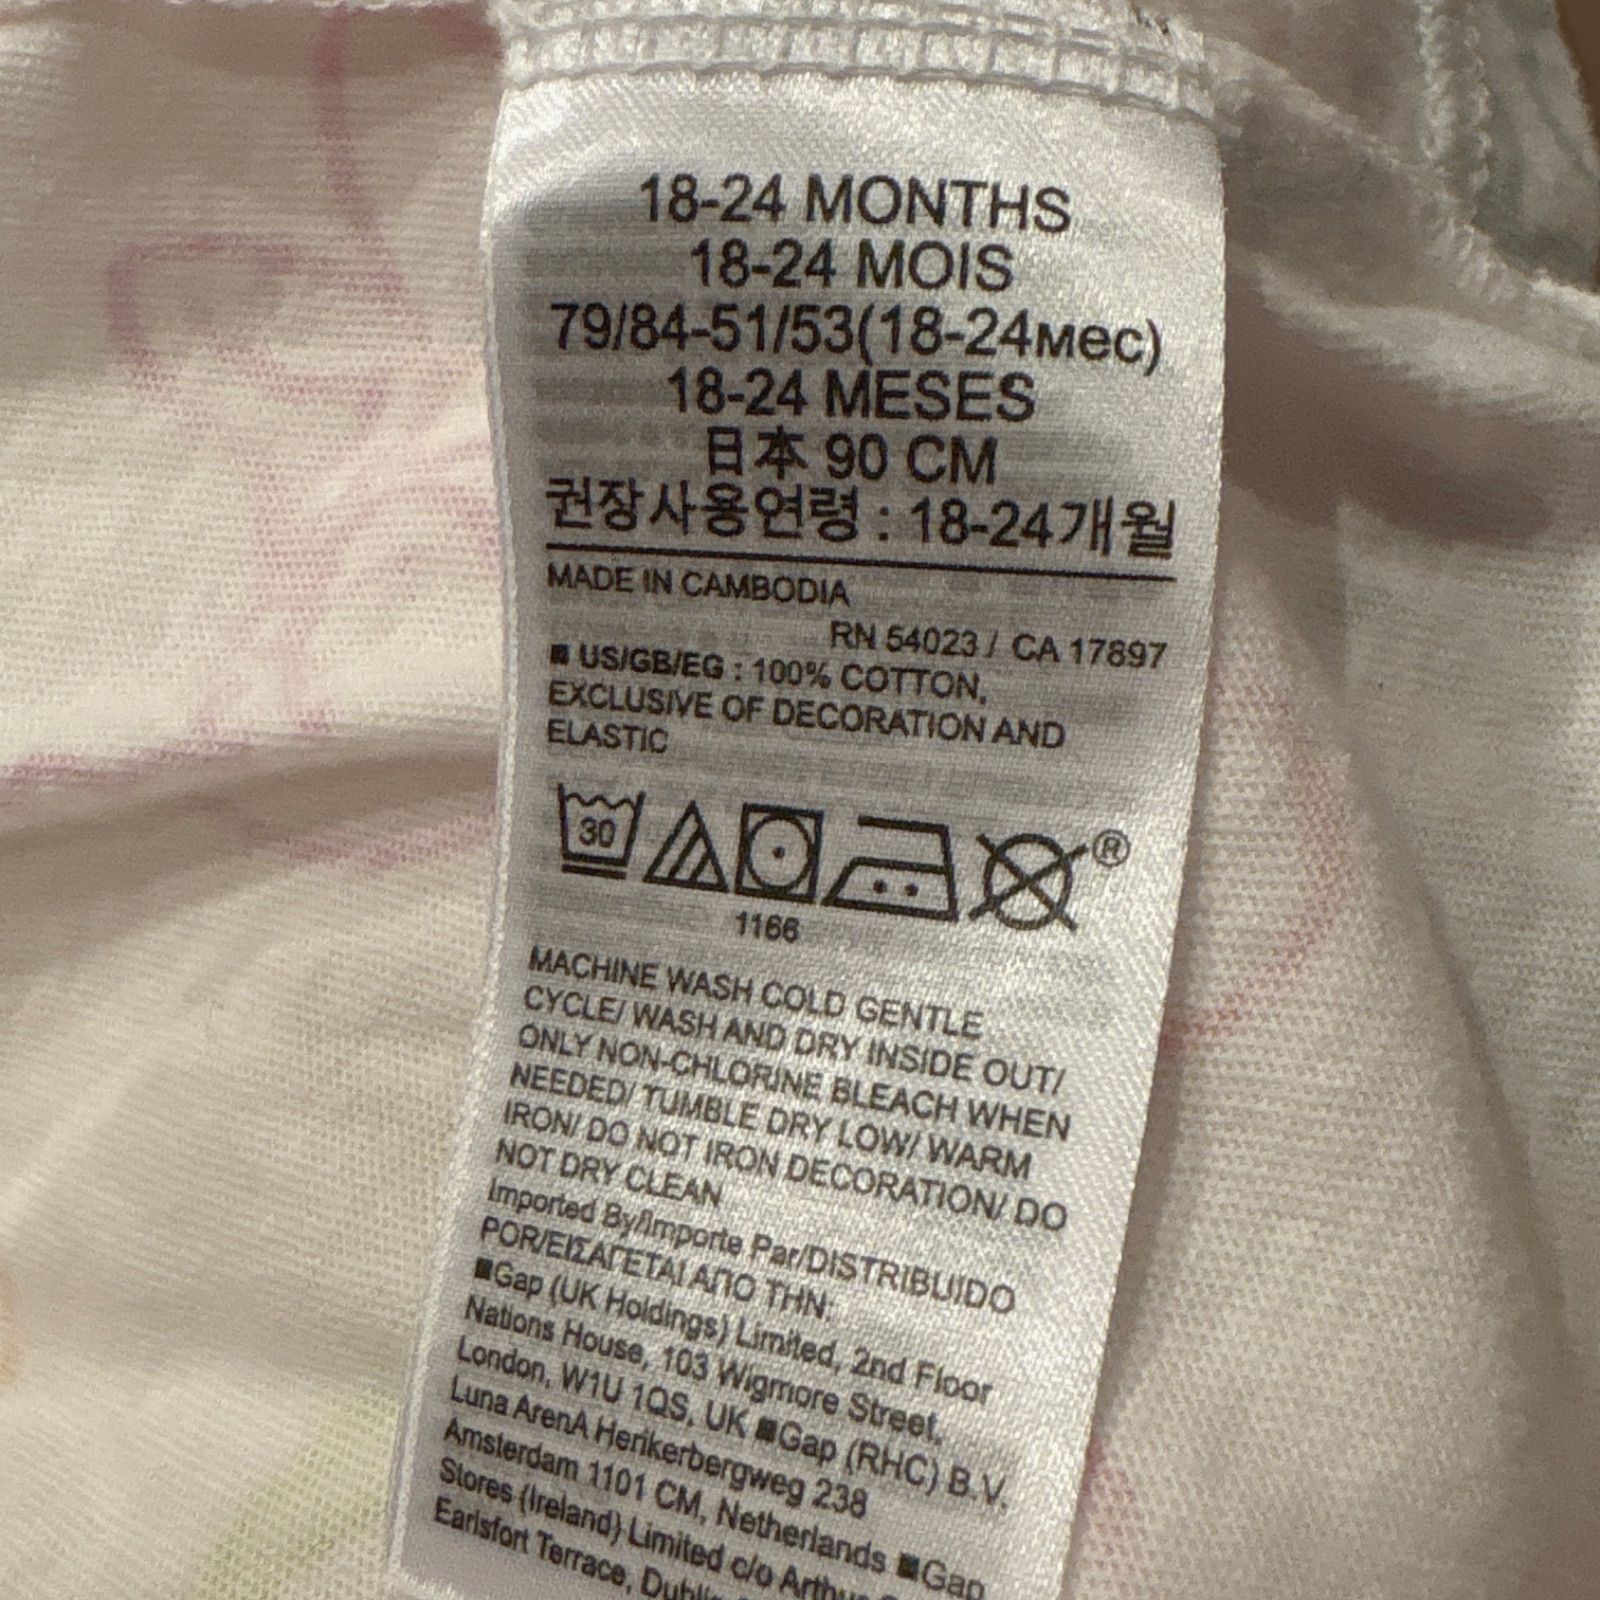 18-24 MONTHS
18-24 MOIS
79/84-51/53(18-24мес)
18-24 MESES
日本 90 CM
권장사용연령 : 18-24개월
MADE IN CAMBODIA
RN 54023 / CA 17897
■ US/GB/EG : 100% COTTON,
EXCLUSIVE OF DECORATION AND
ELASTIC
30
®
1166
MACHINE WASH COLD GENTLE
CYCLE/ WASH AND DRY INSIDE OUT/
ONLY NON-CHLORINE BLEACH WHEN
NEEDED/ TUMBLE DRY LOW/ WARM
IRON/ DO NOT IRON DECORATION/ DO
NOT DRY CLEAN
Imported By/Importe Par/DISTRIBUIDO
POR/ΕΙΣΑΓΕΤΑΙ ΑΠΟ ΤΗΝ:
■Gap (UK Holdings) Limited, 2nd Floor
Nations House, 103 Wigmore Street,
London, W1U 1QS, UK ■Gap (RHC) B.V.
Luna ArenA Herikerbergweg 238
Amsterdam 1101 CM, Netherlands ■Gap
Stores (Ireland) Limited c/o
Earlsfort Terrace,